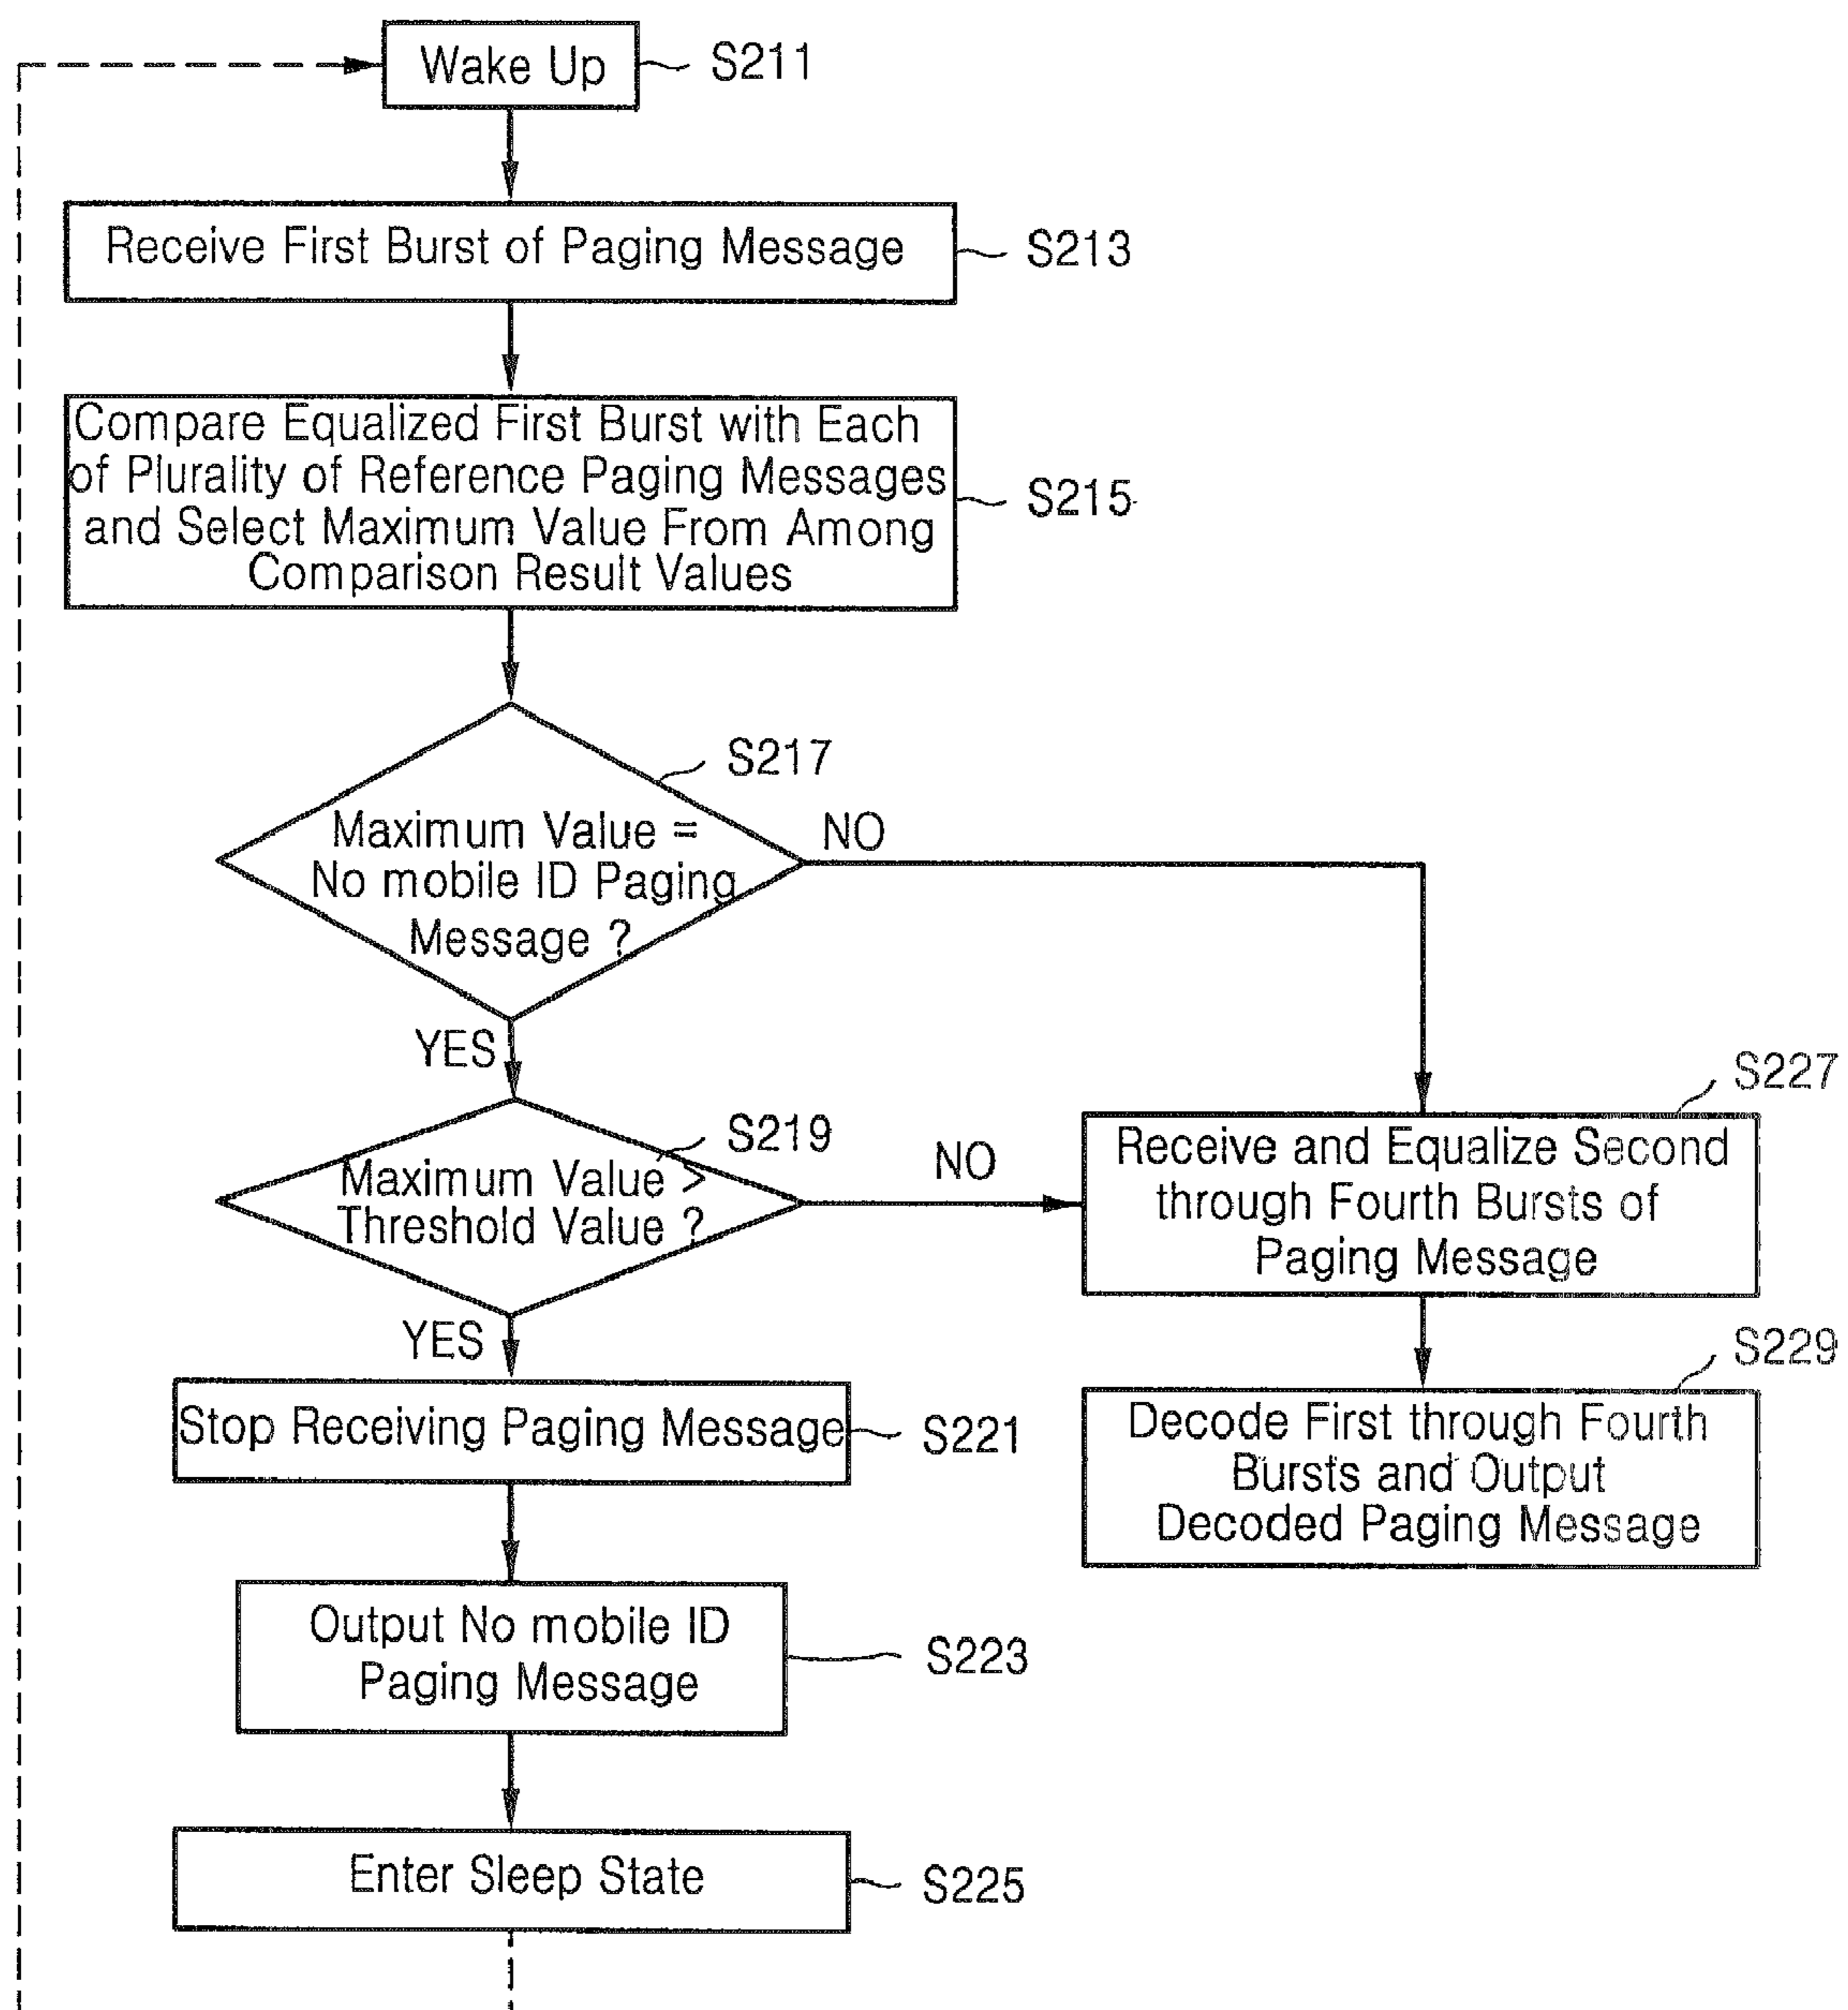 Wake Up
S211
Receive First Burst of Paging Message
S213
Compare Equalized First Burst with Each
of Plurality of Reference Paging Messages
and Select Maximum Value From Among
Comparison Result Values
S215
S217
Maximum Value =
No mobile ID Paging
Message ?
NO
YES
S219
Maximum Value >
Threshold Value ?
NO
YES
S227
Receive and Equalize Second
through Fourth Bursts of
Paging Message
S229
Decode First through Fourth
Bursts and Output
Decoded Paging Message
Stop Receiving Paging Message
S221
Output No mobile ID
Paging Message
S223
Enter Sleep State
S225